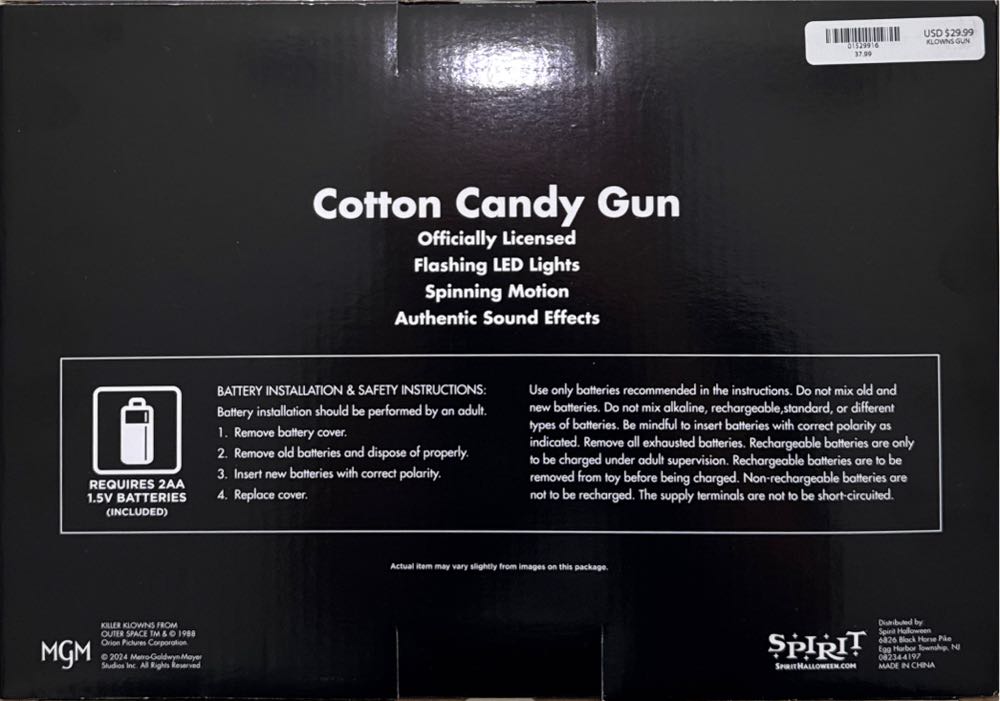 USD $29.99
KLOWNS GUN
01529916
37.99
Cotton Candy Gun
Officially Licensed
Flashing LED Lights
Spinning Motion
Authentic Sound Effects
REQUIRES 2AA
1.5V BATTERIES
(INCLUDED)
BATTERY INSTALLATION & SAFETY INSTRUCTIONS:
Battery installation should be performed by an adult.
1. Remove battery cover.
2. Remove old batteries and dispose of properly.
3. Insert new batteries with correct polarity.
4. Replace cover.
Use only batteries recommended in the instructions. Do not mix old and
new batteries. Do not mix alkaline, rechargeable,standard, or different
types of batteries. Be mindful to insert batteries with correct polarity as
indicated. Remove all exhausted batteries. Rechargeable batteries are only
to be charged under adult supervision. Rechargeable batteries are to be
removed from toy before being charged. Non-rechargeable batteries are
not to be recharged. The supply terminals are not to be short-circuited.
Actual item may vary slightly from images on this package.
MGM
KILLER KLOWNS FROM
OUTER SPACE TM & © 1988
Orion Pictures Corporation.
© 2024 Metro-Goldwyn-Mayer
Studios Inc. All Rights Reserved
SPIRIT
SPIRITHALLOWEEN.COM
Distributed by:
Spirit Halloween
6826 Black Horse Pike
Egg Harbor Township, NJ
08234-4197
MADE IN CHINA